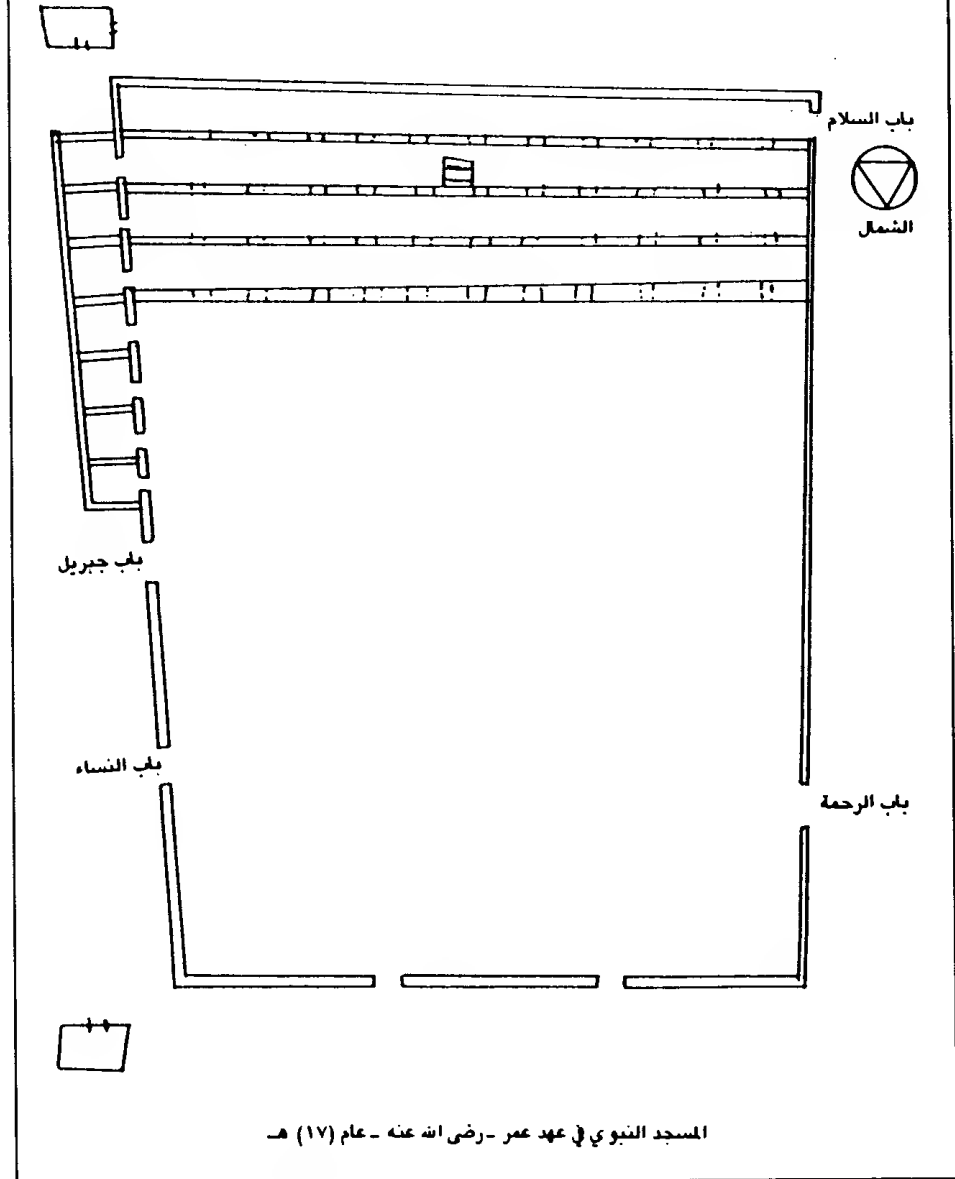 باب السلام
الشمال
باب جبريل
باب النساء
باب الرحمة
المسجد النبوي في عهد عمر ـ رضى الله عنه ـ عام (١٧) هـ